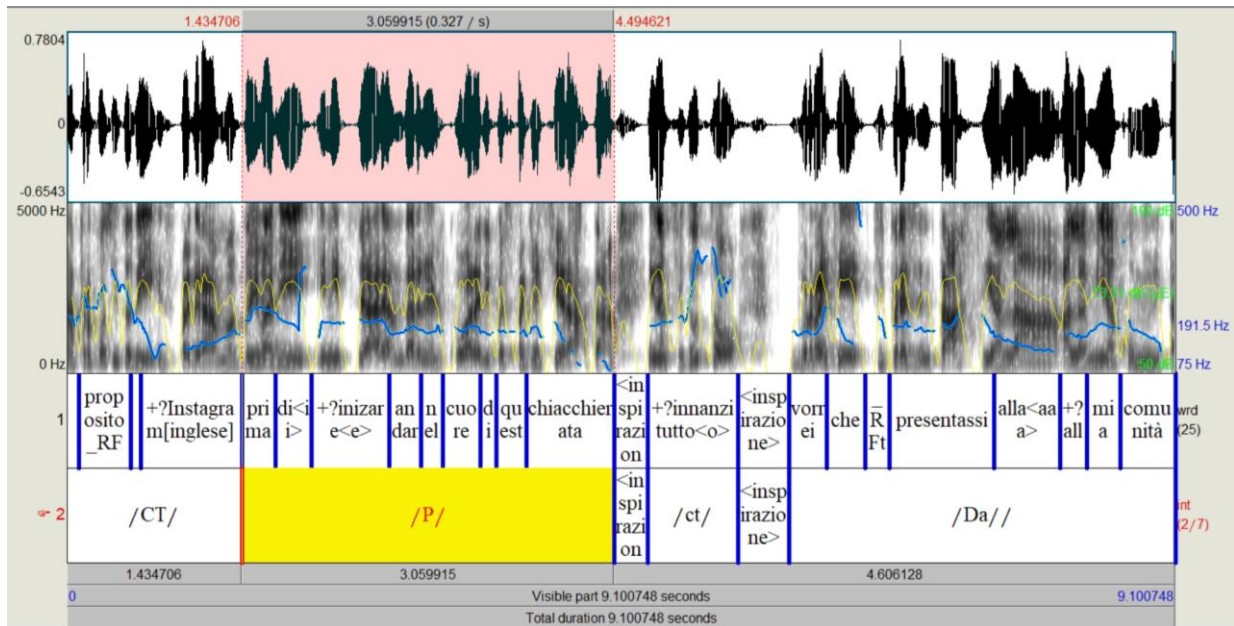 1.434706 3.059915 (0.327 / s) 4.494621
0.7804
0
-0.6543
5000 Hz
0 Hz
500 Hz
191.5 Hz
50 dB 75 Hz
1
prop
osito
_RF
+?Instagra
m[inglese]
pri
ma
di<i
i>
+?inizar
e<e>
an
dar
n
el
cuo
re
d
i
qu
est
chiacchier
ata
<in
spi
razi
on
+?innanzi
tutto<o>
<insp
irazio
ne>
vorr
ei
che
_R
Ft
presentassi
alla<aa
a>
+?
all
mi
a
comu
nità
wrd
(25)
2
/CT/
/P/
<in
spi
razi
on
/ct/
<insp
irazio
ne>
/Da//
int
(2/7)
1.434706 3.059915 4.606128
0 Visible part 9.100748 seconds 9.100748
Total duration 9.100748 seconds